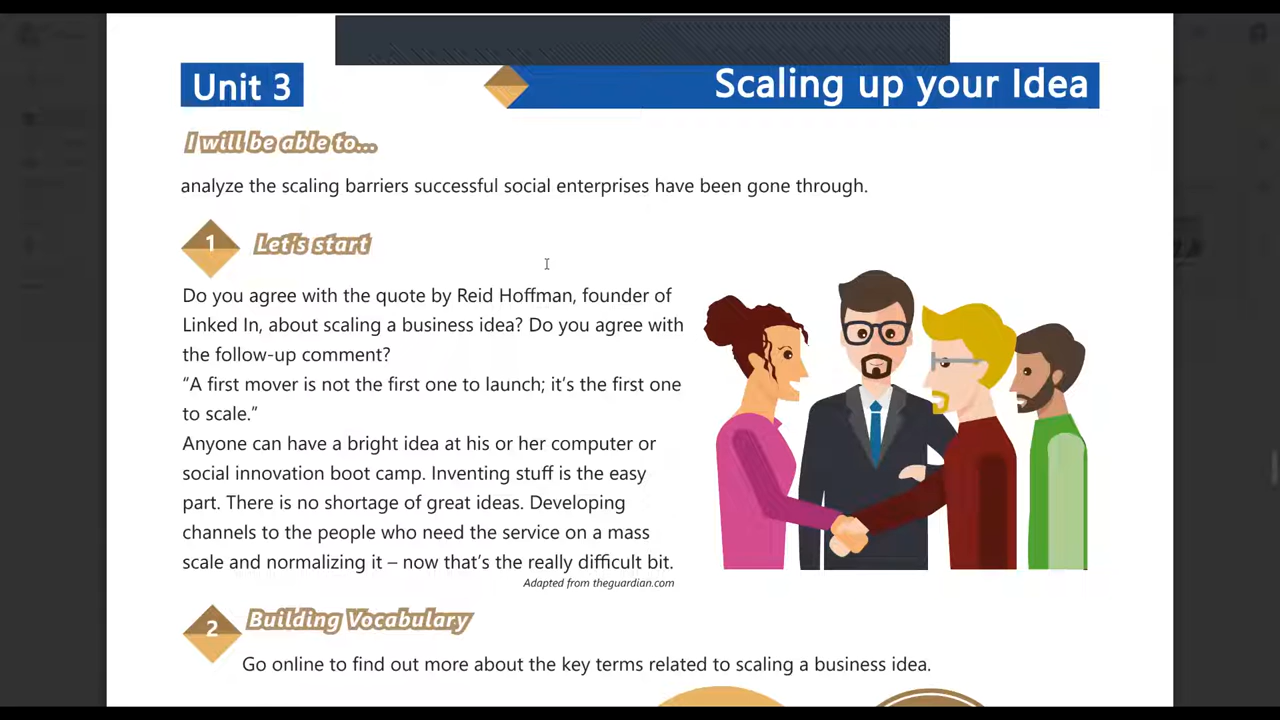 Unit 3
Scaling up your Idea
I will be able to...
analyze the scaling barriers successful social enterprises have been gone through.
1
Let's start
Do you agree with the quote by Reid Hoffman, founder of
Linked In, about scaling a business idea? Do you agree with
the follow-up comment?
“A first mover is not the first one to launch; it’s the first one
to scale.”
Anyone can have a bright idea at his or her computer or
social innovation boot camp. Inventing stuff is the easy
part. There is no shortage of great ideas. Developing
channels to the people who need the service on a mass
scale and normalizing it – now that’s the really difficult bit.
Adapted from theguardian.com
2
Building Vocabulary
Go online to find out more about the key terms related to scaling a business idea.